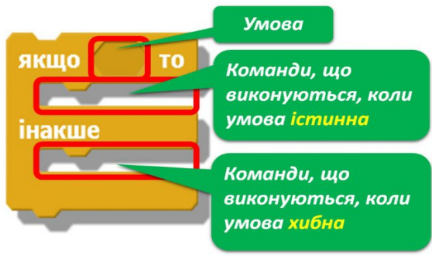 Умова
якщо то
Команди, що
виконуються, коли
умова істинна
інакше
Команди, що
виконуються, коли
умова хибна